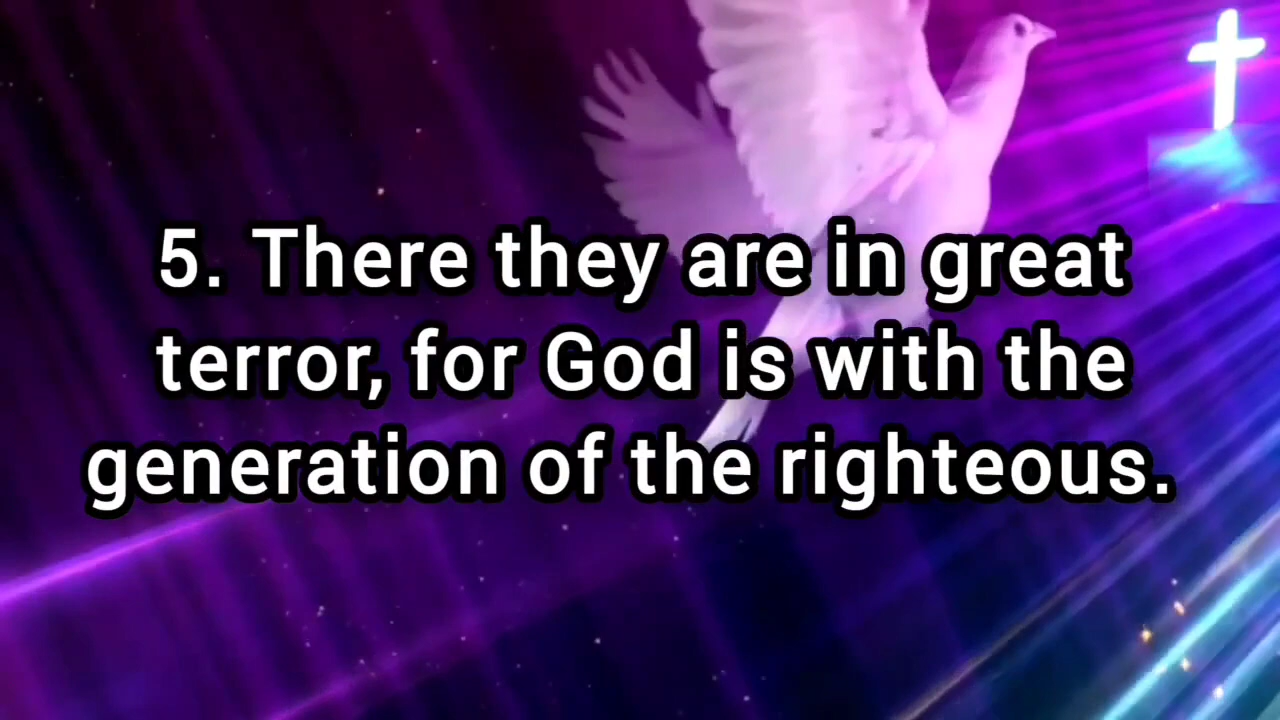 5. There they are in great
terror, for God is with the
generation of the righteous.